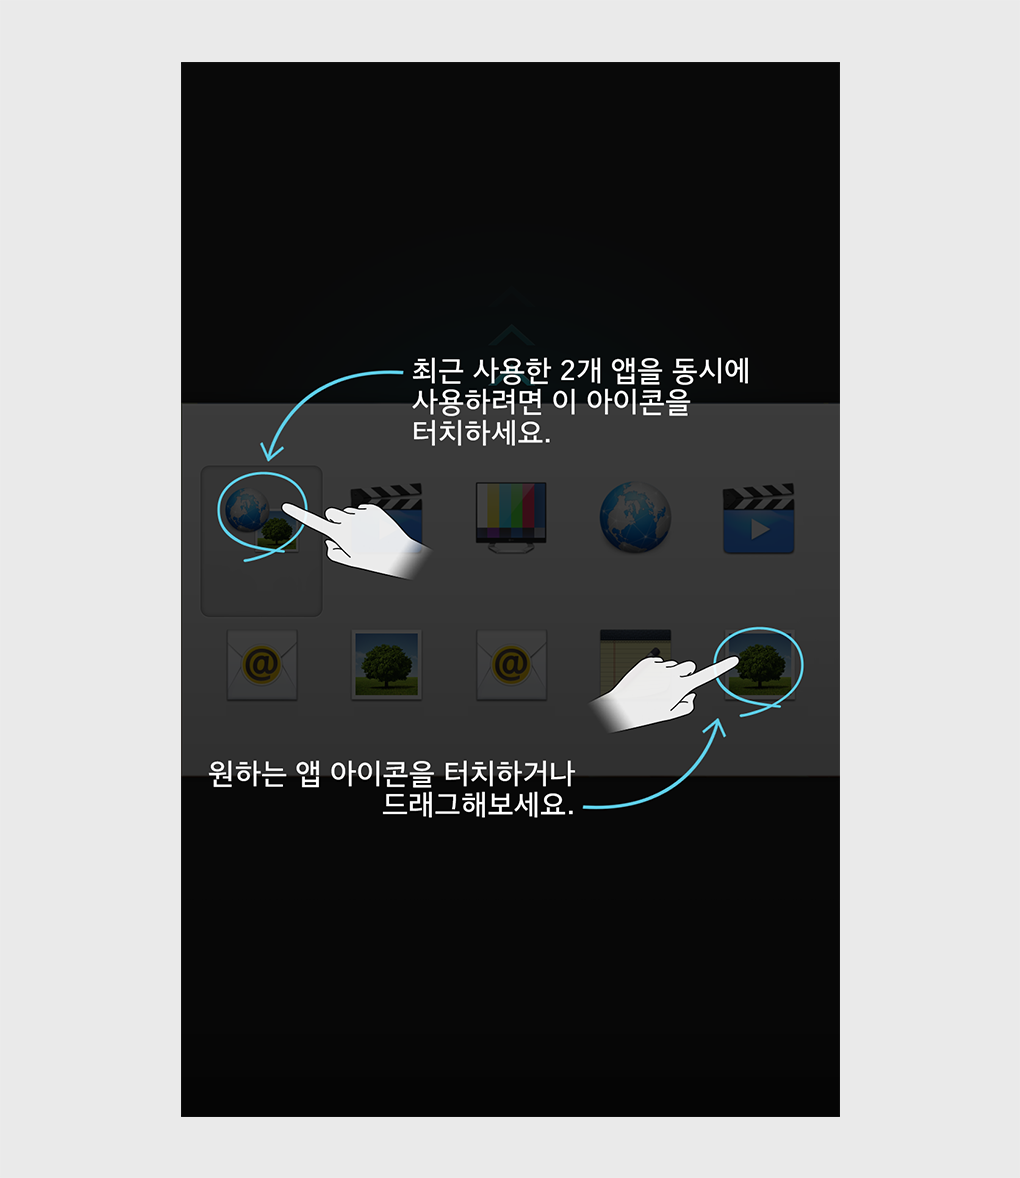 최근 사용한 2개 앱을 동시에
사용하려면 이 아이콘을
터치하세요.
@
@
원하는 앱 아이콘을 터치하거나
드래그해보세요.